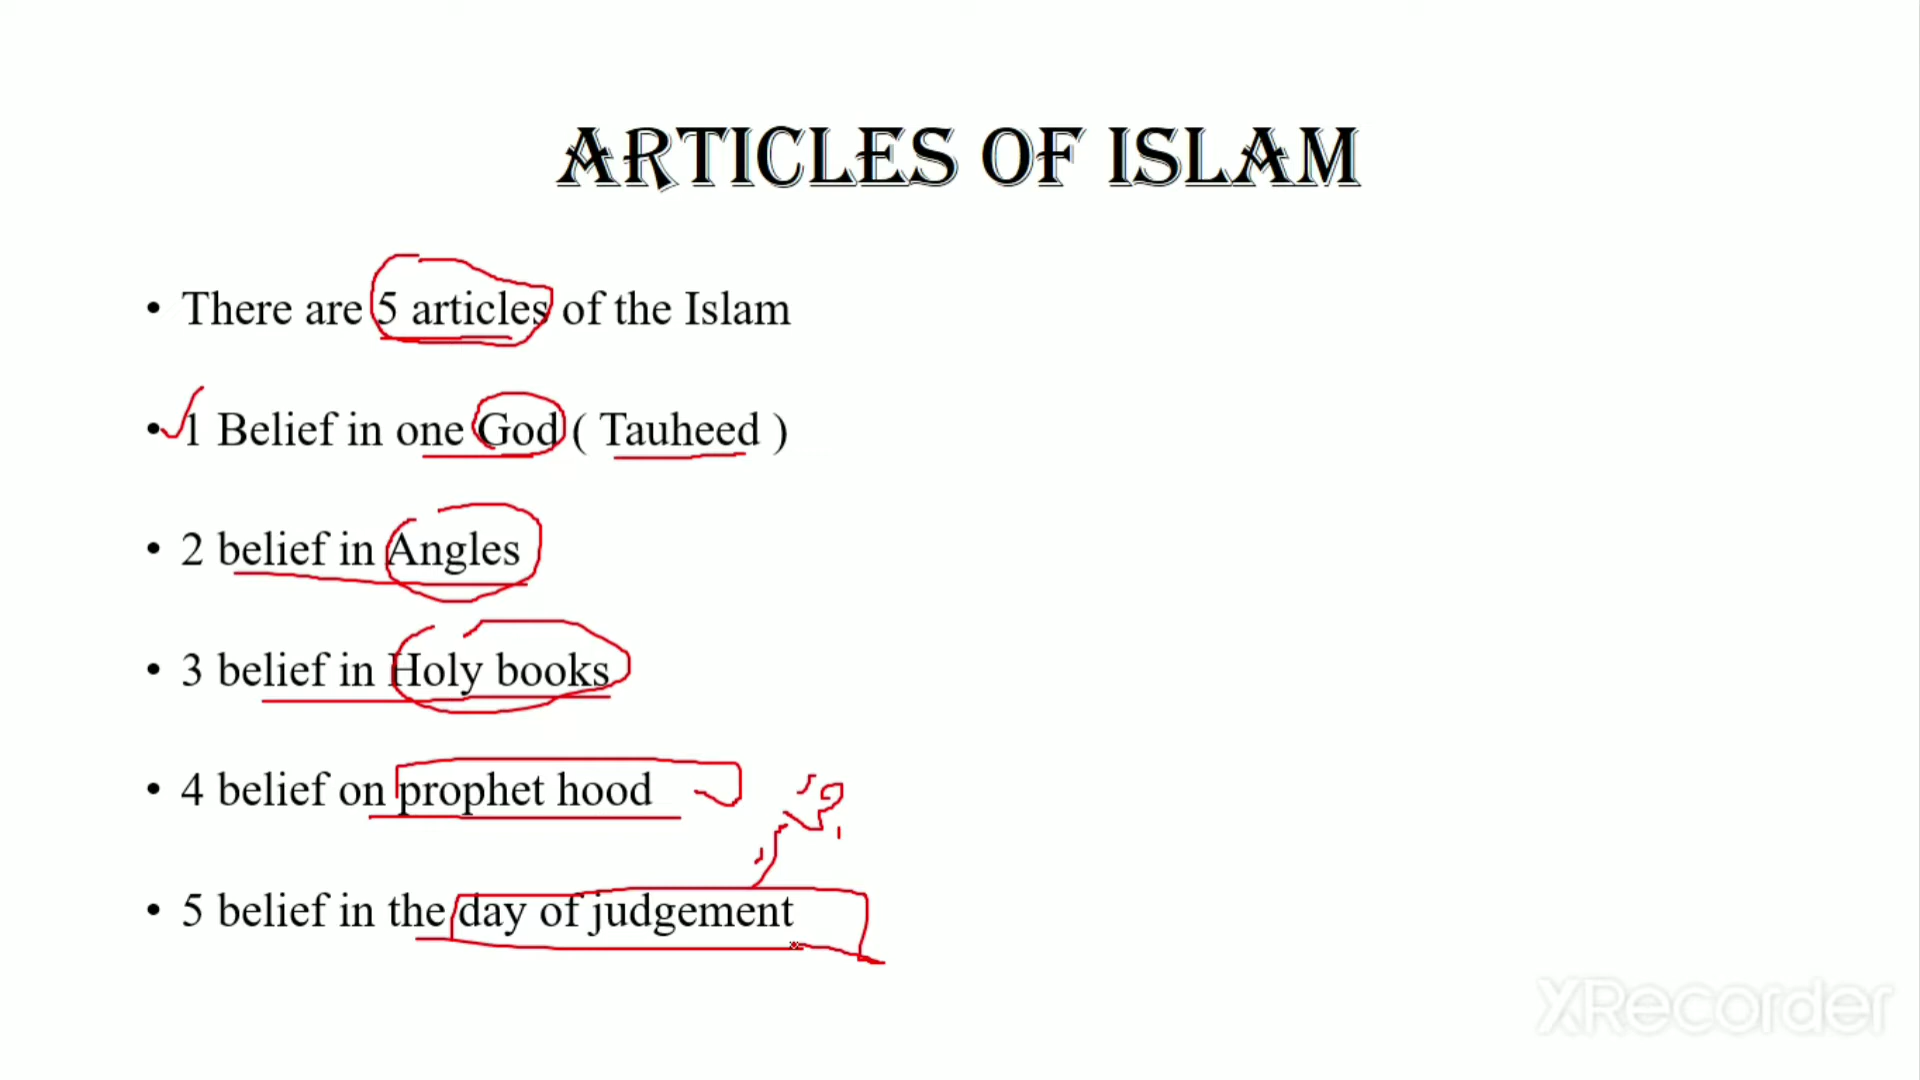 ARTICLES OF ISLAM
• There are 5 articles of the Islam
• 1 Belief in one God ( Tauheed )
• 2 belief in Angles
• 3 belief in Holy books
• 4 belief on prophet hood
• 5 belief in the day of judgement
XRecorder